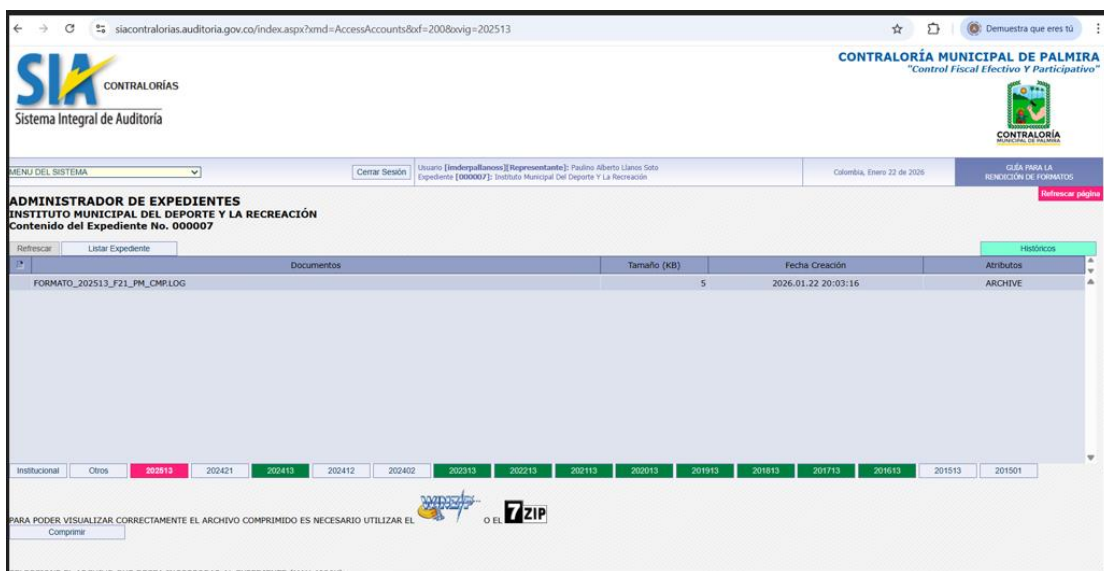 siacontralorias.auditoria.gov.co/index.aspx?xmd=AccessAccounts&xf=200&xvig=202513
Demuestra que eres tú
SIA CONTRALORÍAS
Sistema Integral de Auditoría
CONTRALORÍA MUNICIPAL DE PALMIRA
"Control Fiscal Efectivo Y Participativo"
CONTRALORÍA
MUNICIPAL DE PALMIRA
MENU DEL SISTEMA
Cerrar Sesión
Usuario [imderpallanoss][Representante]: Paulino Alberto Llanos Soto
Expediente [000007]: Instituto Municipal Del Deporte Y La Recreación
Colombia, Enero 22 de 2026
GUÍA PARA LA
RENDICIÓN DE FORMATOS
Refrescar página
ADMINISTRADOR DE EXPEDIENTES
INSTITUTO MUNICIPAL DEL DEPORTE Y LA RECREACIÓN
Contenido del Expediente No. 000007
Refrescar Listar Expediente Históricos
Documentos Tamaño (KB) Fecha Creación Atributos
FORMATO_202513_F21_PM_CMP.LOG 5 2026.01.22 20:03:16 ARCHIVE
Institucional Otros 202513 202421 202413 202412 202402 202313 202213 202113 202013 201913 201813 201713 201613 201513 201501
PARA PODER VISUALIZAR CORRECTAMENTE EL ARCHIVO COMPRIMIDO ES NECESARIO UTILIZAR EL WINZIP O EL 7ZIP
Comprimir